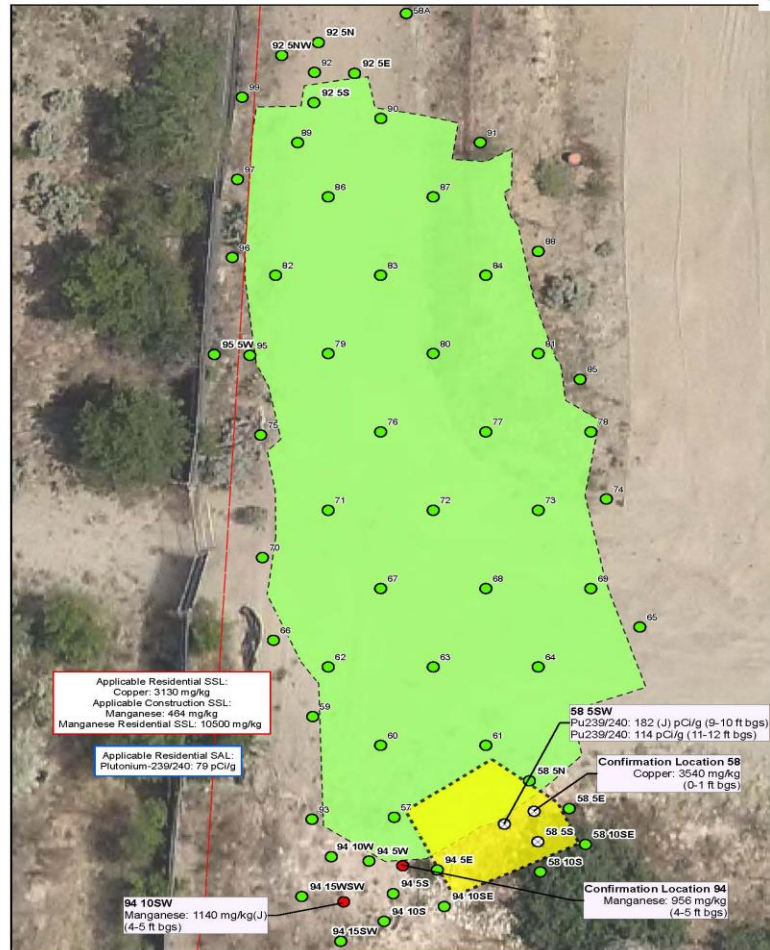 58A
92 5N
92 5NW
92
92 5E
99
92 5S
90
89
91
97
86
87
96
88
82
83
84
95 5W
95
79
80
81
85
75
76
77
78
74
71
72
73
70
67
68
69
65
66
62
63
64
Applicable Residential SSL:
Copper: 3130 mg/kg
Applicable Construction SSL:
Manganese: 464 mg/kg
Manganese Residential SSL: 10500 mg/kg
Applicable Residential SAL:
Plutonium-239/240: 79 pCi/g
59
60
61
58 5SW
Pu239/240: 182 (J) pCi/g (9-10 ft bgs)
Pu239/240: 114 pCi/g (11-12 ft bgs)
Confirmation Location 58
Copper: 3540 mg/kg
(0-1 ft bgs)
58 5N
58 5E
93
57
58 5S
58 10SE
94 10W
94 5W
94 5E
58 10S
94 15WSW
94 5S
94 10SE
Confirmation Location 94
Manganese: 956 mg/kg
(4-5 ft bgs)
94 10SW
Manganese: 1140 mg/kg(J)
(4-5 ft bgs)
94 10S
94 15SW